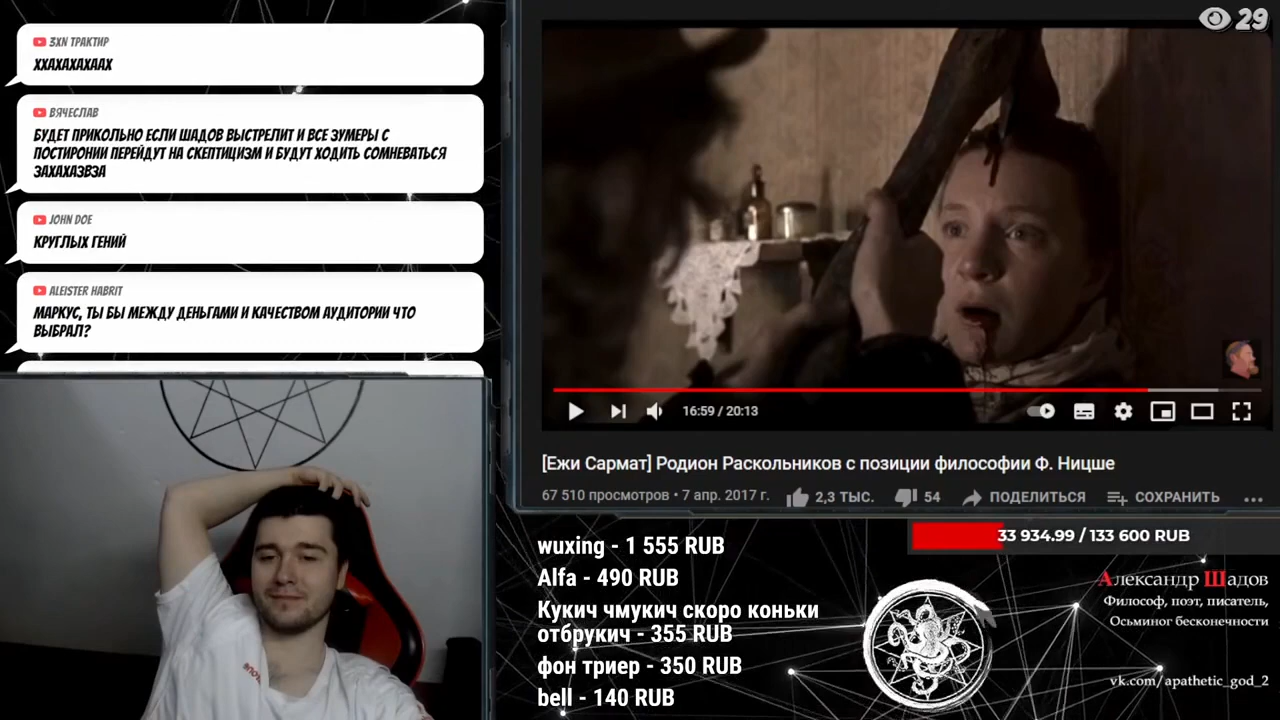 3XN ТРАКТИР
ХХАХАХАХААХ
ВЯЧЕСЛАВ
БУДЕТ ПРИКОЛЬНО ЕСЛИ ШАДОВ ВЫСТРЕЛИТ И ВСЕ ЗУМЕРЫ С
ПОСТИРОНИИ ПЕРЕЙДУТ НА СКЕПТИЦИЗМ И БУДУТ ХОДИТЬ СОМНЕВАТЬСЯ
ЗАХАХАЗВЗА
JOHN DOE
КРУГЛЫХ ГЕНИЙ
ALEISTER HABRIT
МАРКУС, ТЫ БЫ МЕЖДУ ДЕНЬГАМИ И КАЧЕСТВОМ АУДИТОРИИ ЧТО
ВЫБРАЛ?
29
16:59 / 20:13
[Ежи Сармат] Родион Раскольников с позиции философии Ф. Ницше
67 510 просмотров • 7 апр. 2017 г.
2,3 ТЫС.
54
ПОДЕЛИТЬСЯ
СОХРАНИТЬ
33 934.99 / 133 600 RUB
wuxing - 1 555 RUB
Alfa - 490 RUB
Кукич чмукич скоро коньки
отбрукич - 355 RUB
фон триер - 350 RUB
bell - 140 RUB
Александр Шадов
Философ, поэт, писатель,
Осьминог бесконечности
vk.com/apathetic_god_2